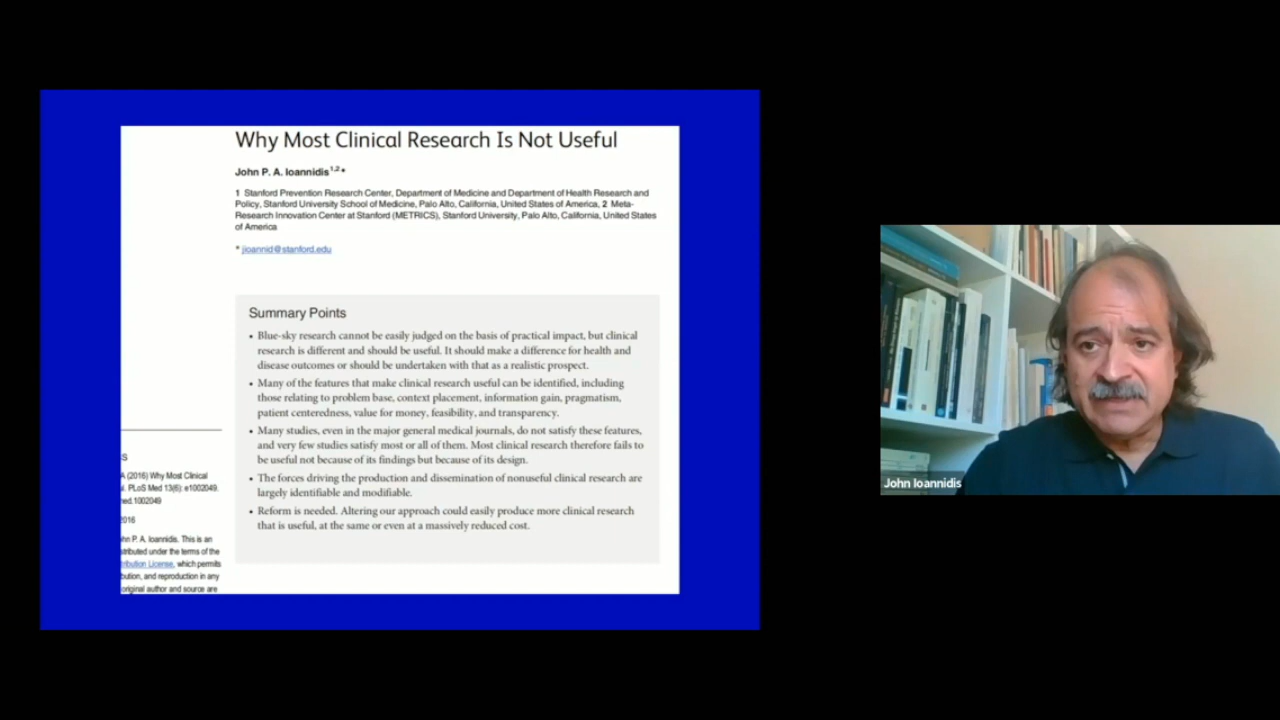 Why Most Clinical Research Is Not Useful
John P. A. Ioannidis1,2*
1 Stanford Prevention Research Center, Department of Medicine and Department of Health Research and
Policy, Stanford University School of Medicine, Palo Alto, California, United States of America, 2 Meta-
Research Innovation Center at Stanford (METRICS), Stanford University, Palo Alto, California, United States
of America
* jioannid@stanford.edu
Summary Points
• Blue-sky research cannot be easily judged on the basis of practical impact, but clinical
research is different and should be useful. It should make a difference for health and
disease outcomes or should be undertaken with that as a realistic prospect.
• Many of the features that make clinical research useful can be identified, including
those relating to problem base, context placement, information gain, pragmatism,
patient centeredness, value for money, feasibility, and transparency.
• Many studies, even in the major general medical journals, do not satisfy these features,
and very few studies satisfy most or all of them. Most clinical research therefore fails to
be useful not because of its findings but because of its design.
• The forces driving the production and dissemination of nonuseful clinical research are
largely identifiable and modifiable.
• Reform is needed. Altering our approach could easily produce more clinical research
that is useful, at the same or even at a massively reduced cost.
A (2016) Why Most Clinical
PLoS Med 13(6): e1002049.
ned.1002049
2016
hn P. A. Ioannidis. This is an
stributed under the terms of the
tribution License, which permits
bution, and reproduction in any
original author and source are
John Ioannidis